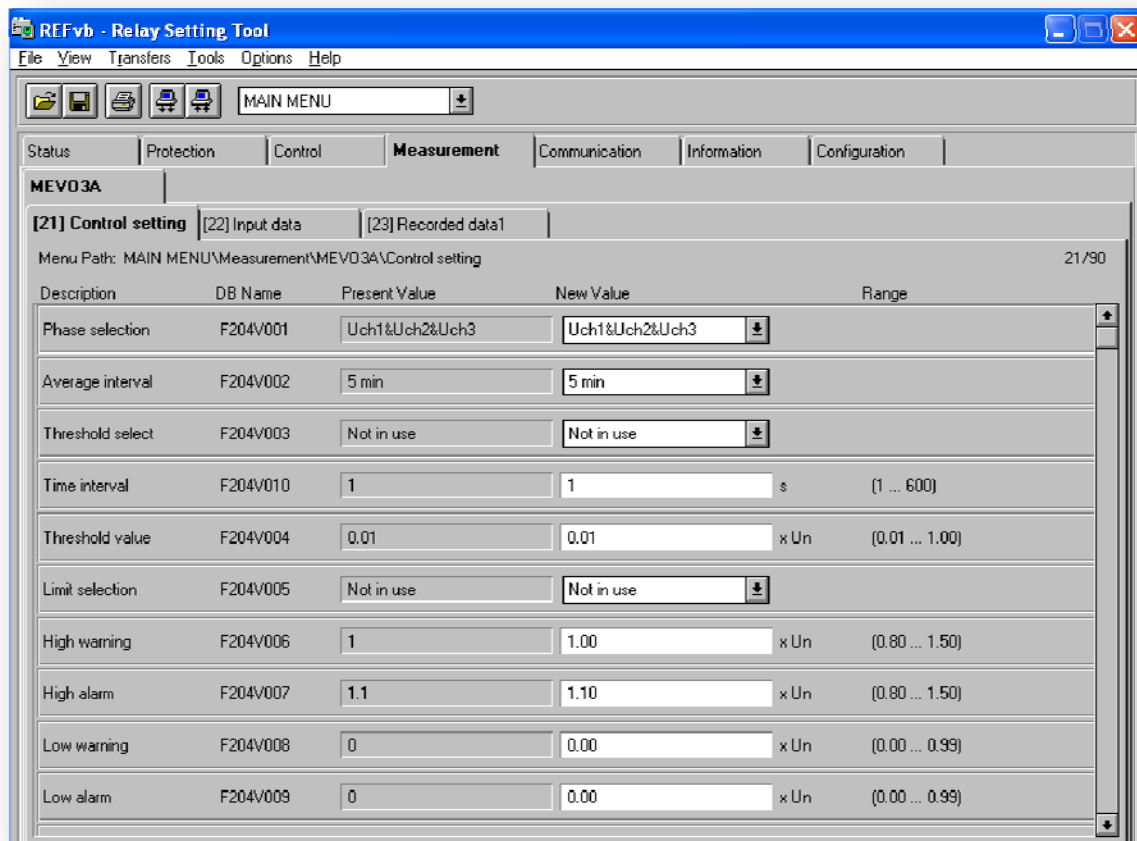 REFvb - Relay Setting Tool
File View Transfers Tools Options Help
MAIN MENU
Status Protection Control Measurement Communication Information Configuration
MEVO3A
[21] Control setting [22] Input data [23] Recorded data1
Menu Path: MAIN MENU\Measurement\MEVO3A\Control setting 21/90
Description DB Name Present Value New Value Range
Phase selection F204V001 Uch1&Uch2&Uch3 Uch1&Uch2&Uch3
Average interval F204V002 5 min 5 min
Threshold select F204V003 Not in use Not in use
Time interval F204V010 1 1 s (1 ... 600)
Threshold value F204V004 0.01 0.01 x Un (0.01 ... 1.00)
Limit selection F204V005 Not in use Not in use
High warning F204V006 1 1.00 x Un (0.80 ... 1.50)
High alarm F204V007 1.1 1.10 x Un (0.80 ... 1.50)
Low warning F204V008 0 0.00 x Un (0.00 ... 0.99)
Low alarm F204V009 0 0.00 x Un (0.00 ... 0.99)